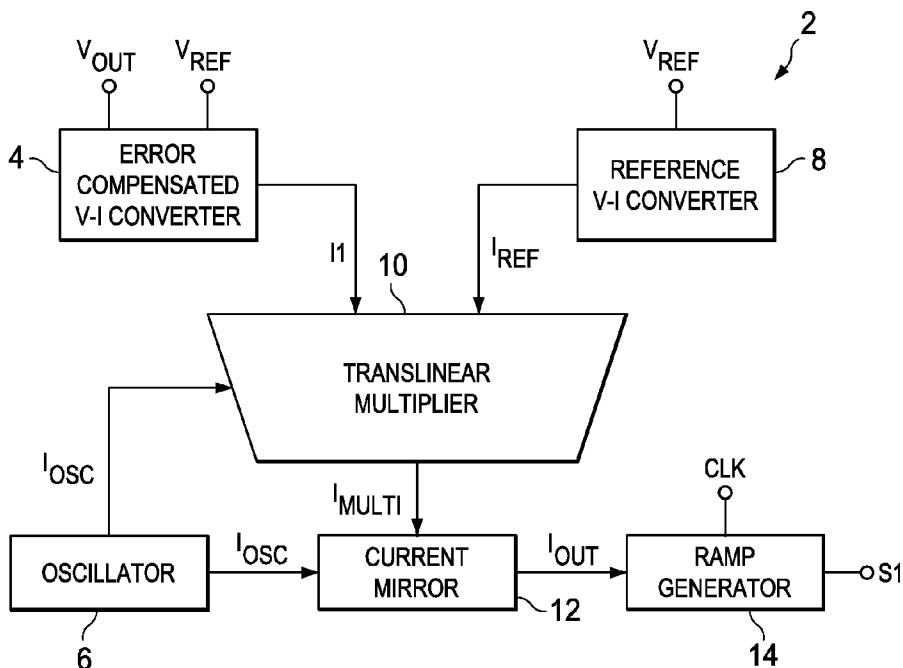 V_OUT V_REF V_REF 2
4 ERROR COMPENSATED V-I CONVERTER
REFERENCE V-I CONVERTER 8
I1 10 I_REF
TRANSLINEAR MULTIPLIER
I_OSC I_MULTI CLK
OSCILLATOR I_OSC CURRENT MIRROR I_OUT RAMP GENERATOR S1
6 12 14